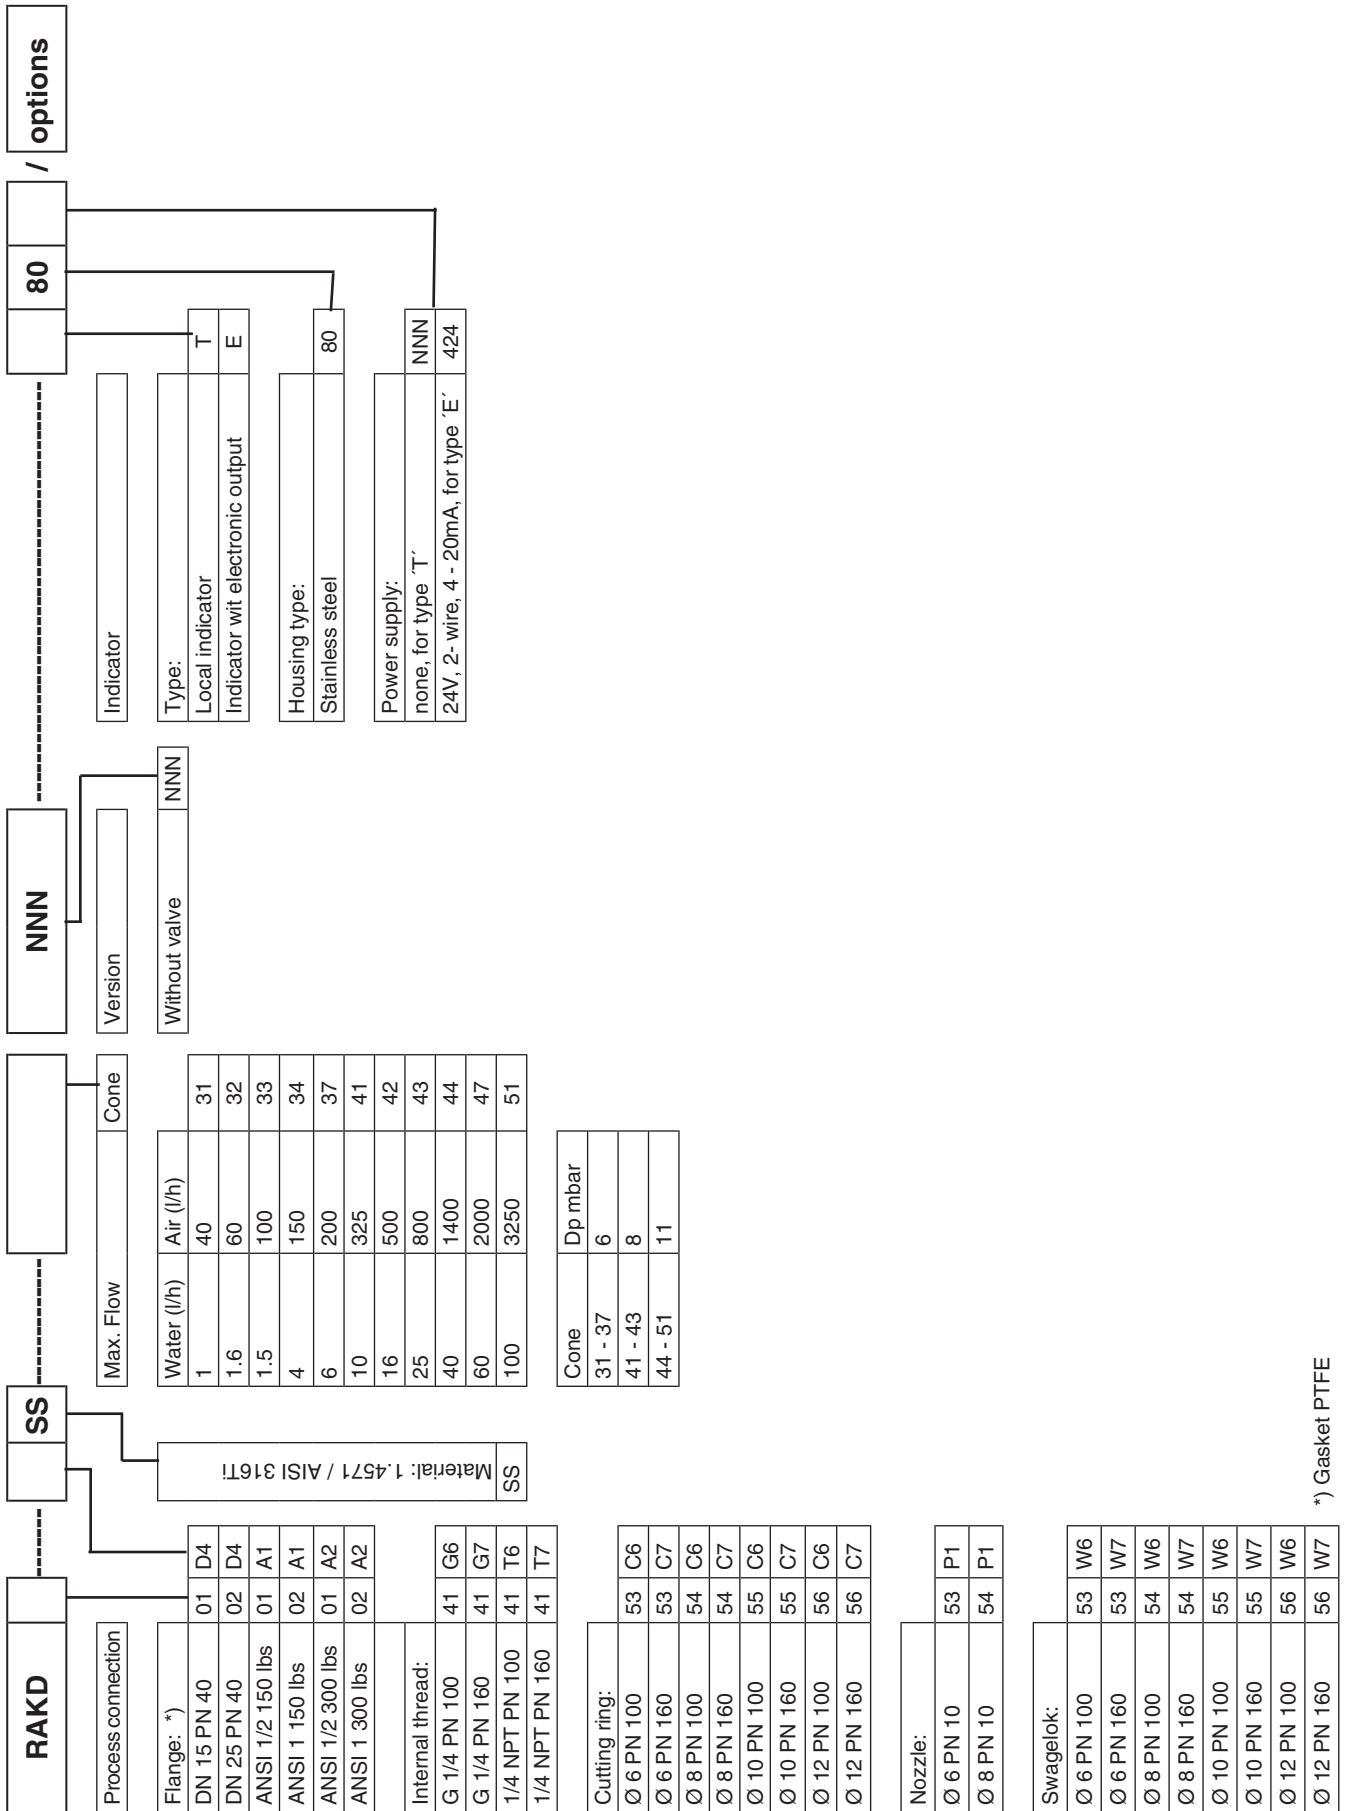 RAKD SS NNN 80 / options
Process connection
Flange: *)
DN 15 PN 40 01 D4
DN 25 PN 40 02 D4
ANSI 1/2 150 lbs 01 A1
ANSI 1 150 lbs 02 A1
ANSI 1/2 300 lbs 01 A2
ANSI 1 300 lbs 02 A2
Internal thread:
G 1/4 PN 100 41 G6
G 1/4 PN 160 41 G7
1/4 NPT PN 100 41 T6
1/4 NPT PN 160 41 T7
Cutting ring:
Ø 6 PN 100 53 C6
Ø 6 PN 160 53 C7
Ø 8 PN 100 54 C6
Ø 8 PN 160 54 C7
Ø 10 PN 100 55 C6
Ø 10 PN 160 55 C7
Ø 12 PN 100 56 C6
Ø 12 PN 160 56 C7
Nozzle:
Ø 6 PN 10 53 P1
Ø 8 PN 10 54 P1
Swagelok:
Ø 6 PN 100 53 W6
Ø 6 PN 160 53 W7
Ø 8 PN 100 54 W6
Ø 8 PN 160 54 W7
Ø 10 PN 100 55 W6
Ø 10 PN 160 55 W7
Ø 12 PN 100 56 W6
Ø 12 PN 160 56 W7
Material: 1.4571 / AISI 316Ti
SS
*) Gasket PTFE
Max. Flow Cone
Water (l/h) Air (l/h)
1 40 31
1.6 60 32
1.5 100 33
4 150 34
6 200 37
10 325 41
16 500 42
25 800 43
40 1400 44
60 2000 47
100 3250 51
Cone Dp mbar
31 - 37 6
41 - 43 8
44 - 51 11
Version
Without valve NNN
Indicator
Type:
Local indicator T
Indicator wit electronic output E
Housing type:
Stainless steel 80
Power supply:
none, for type ´T´ NNN
24V, 2- wire, 4 - 20mA, for type ´E´ 424